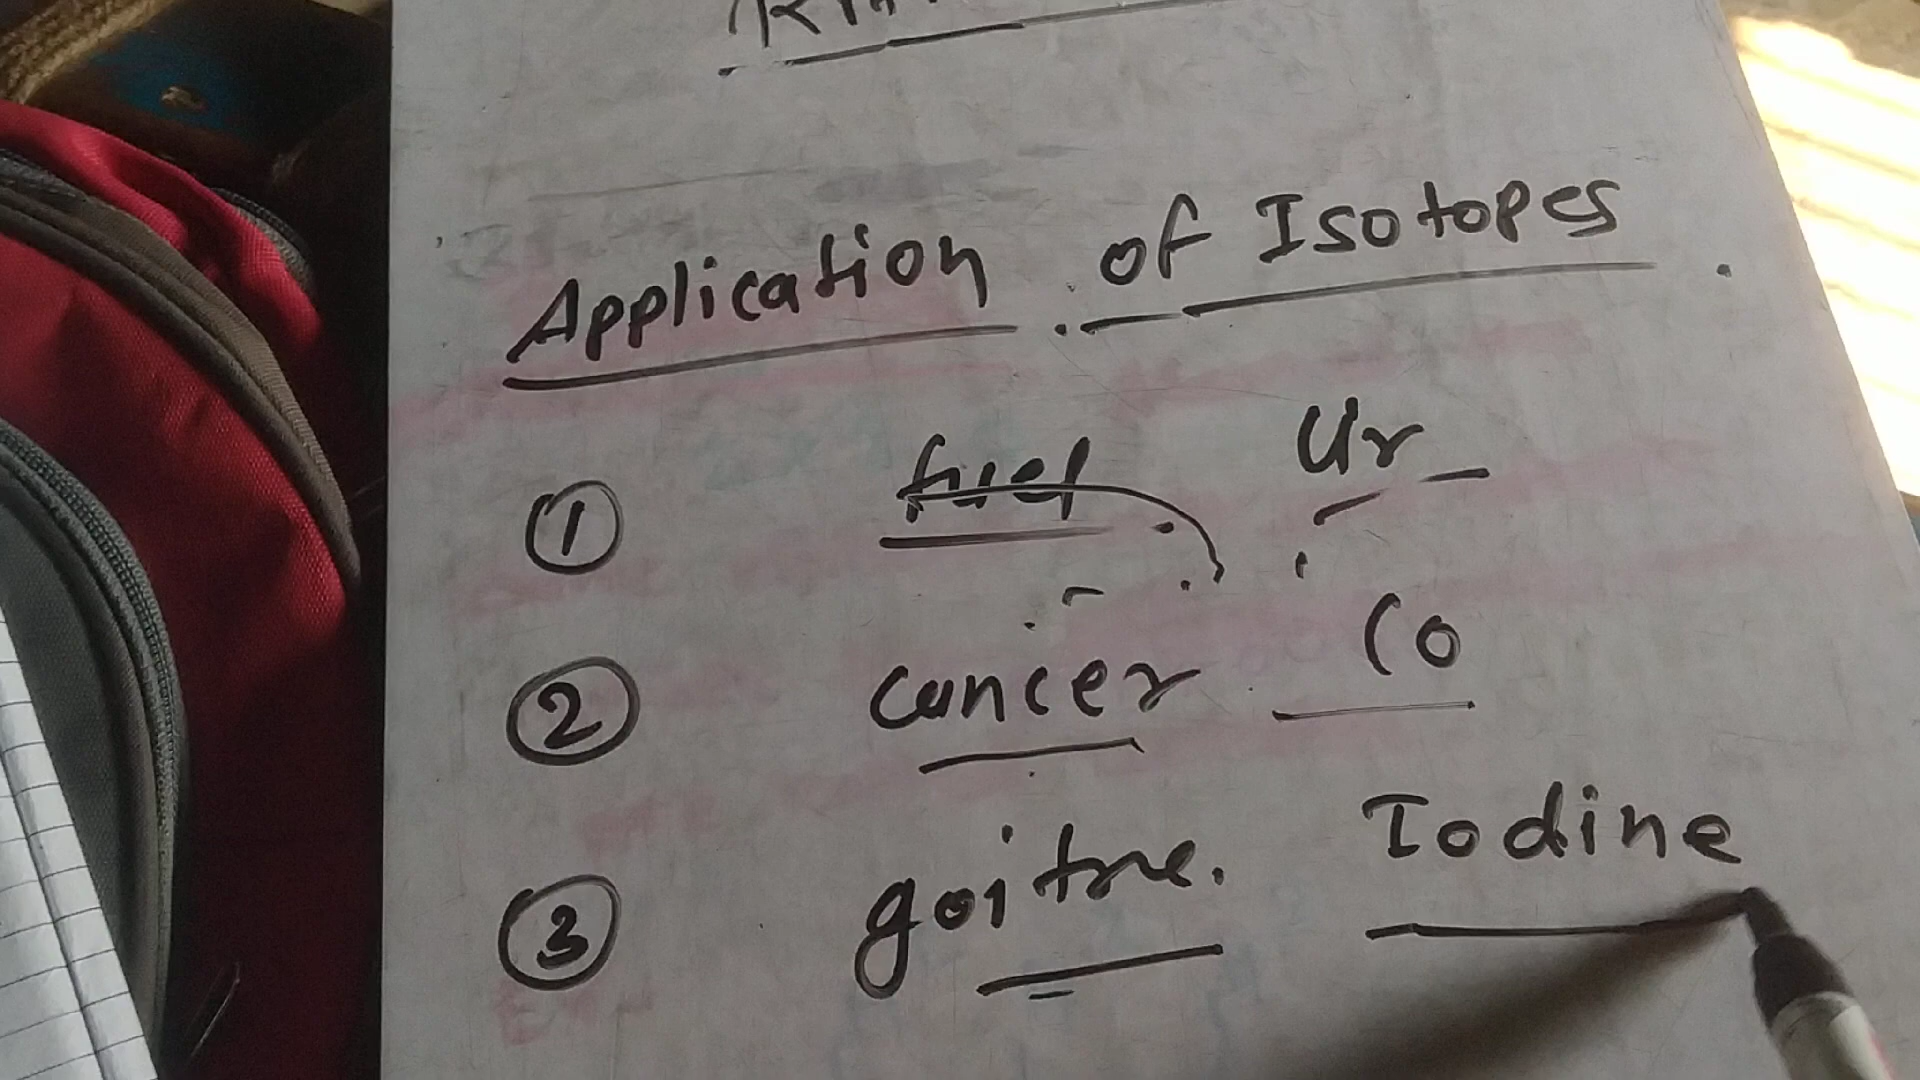 Application of Isotopes
① fuel Ur
② cancer Co
③ goitre. Iodine